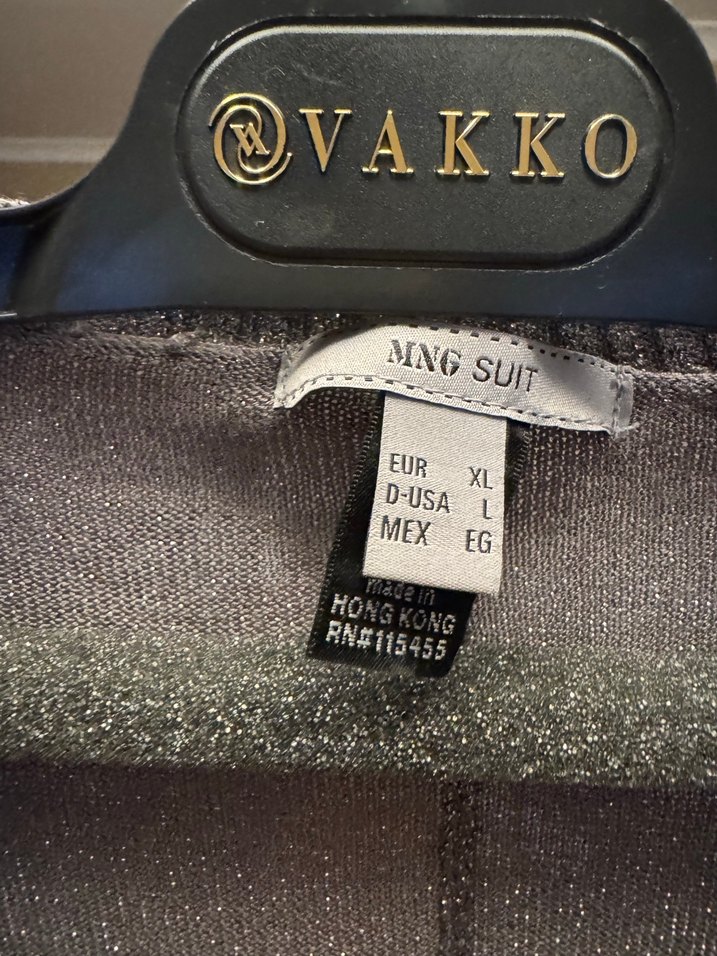 VAKKO
MNG SUIT
EUR XL
D-USA L
MEX EG
made in
HONG KONG
RN#115455